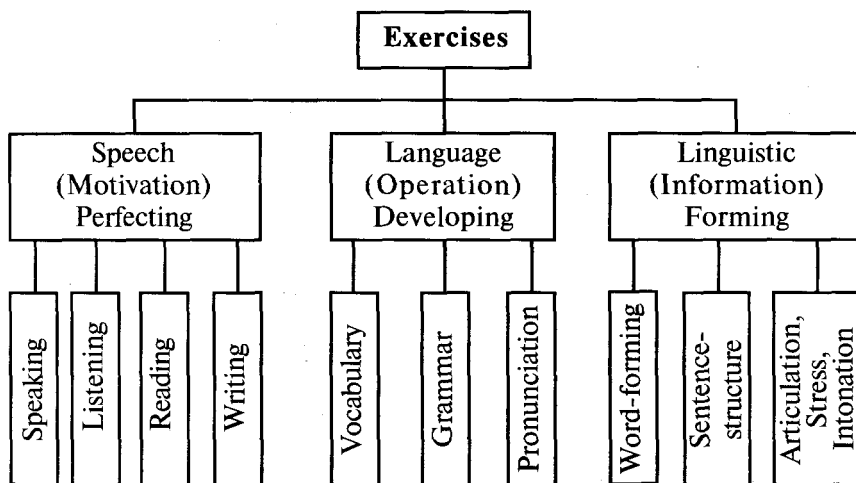 Exercises
Speech
(Motivation)
Perfecting
Language
(Operation)
Developing
Linguistic
(Information)
Forming
Speaking
Listening
Reading
Writing
Vocabulary
Grammar
Pronunciation
Word-forming
Sentence-
structure
Articulation,
Stress,
Intonation